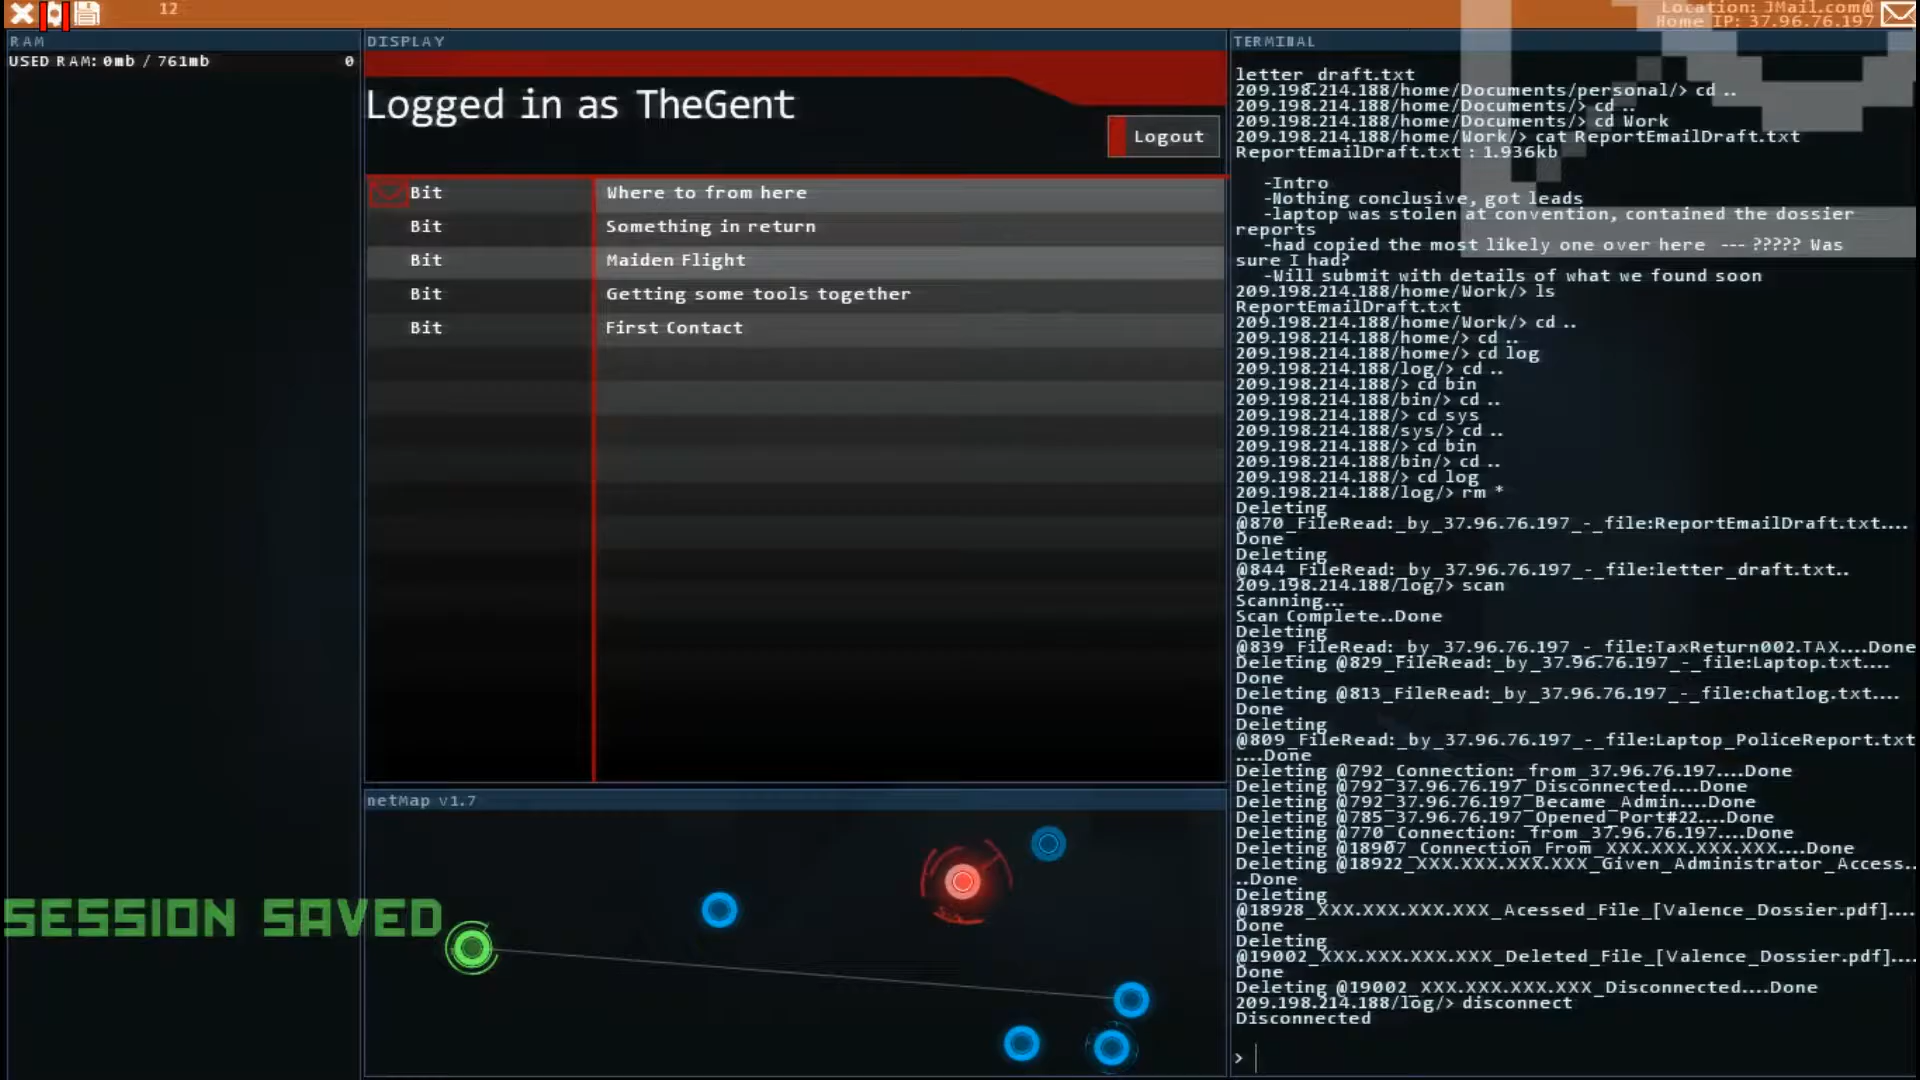 12
Location: JMail.com@
Home IP: 37.96.76.197
RAM
USED RAM: 0mb / 761mb 0
DISPLAY
Logged in as TheGent
Logout
Bit Where to from here
Bit Something in return
Bit Maiden Flight
Bit Getting some tools together
Bit First Contact
netMap v1.7
SESSION SAVED
TERMINAL
letter_draft.txt
209.198.214.188/home/Documents/personal/> cd ..
209.198.214.188/home/Documents/> cd ..
209.198.214.188/home/Documents/> cd Work
209.198.214.188/home/Work/> cat ReportEmailDraft.txt
ReportEmailDraft.txt : 1.936kb
-Intro
-Nothing conclusive, got leads
-laptop was stolen at convention, contained the dossier
reports
-had copied the most likely one over here --- ????? Was
sure I had?
-Will submit with details of what we found soon
209.198.214.188/home/Work/> ls
ReportEmailDraft.txt
209.198.214.188/home/Work/> cd ..
209.198.214.188/home/> cd ..
209.198.214.188/home/> cd log
209.198.214.188/log/> cd ..
209.198.214.188/> cd bin
209.198.214.188/bin/> cd ..
209.198.214.188/> cd sys
209.198.214.188/sys/> cd ..
209.198.214.188/> cd bin
209.198.214.188/bin/> cd ..
209.198.214.188/> cd log
209.198.214.188/log/> rm *
Deleting
@870_FileRead:_by_37.96.76.197_-_file:ReportEmailDraft.txt....
Done
Deleting
@844_FileRead:_by_37.96.76.197_-_file:letter_draft.txt..
209.198.214.188/log/> scan
Scanning...
Scan Complete..Done
Deleting
@839_FileRead:_by_37.96.76.197_-_file:TaxReturn002.TAX....Done
Deleting @829_FileRead:_by_37.96.76.197_-_file:Laptop.txt....
Done
Deleting @813_FileRead:_by_37.96.76.197_-_file:chatlog.txt....
Done
Deleting
@809_FileRead:_by_37.96.76.197_-_file:Laptop_PoliceReport.txt
....Done
Deleting @792_Connection:_from_37.96.76.197....Done
Deleting @792_37.96.76.197_Disconnected....Done
Deleting @792_37.96.76.197_Became_Admin....Done
Deleting @785_37.96.76.197_Opened_Port#22....Done
Deleting @770_Connection:_from_37.96.76.197....Done
Deleting @18907_Connection_From_XXX.XXX.XXX.XXX....Done
Deleting @18922_XXX.XXX.XXX.XXX_Given_Administrator_Access..
..Done
Deleting
@18928_XXX.XXX.XXX.XXX_Acessed_File_[Valence_Dossier.pdf]....
Done
Deleting
@19002_XXX.XXX.XXX.XXX_Deleted_File_[Valence_Dossier.pdf]....
Done
Deleting @19002_XXX.XXX.XXX.XXX_Disconnected....Done
209.198.214.188/log/> disconnect
Disconnected
>